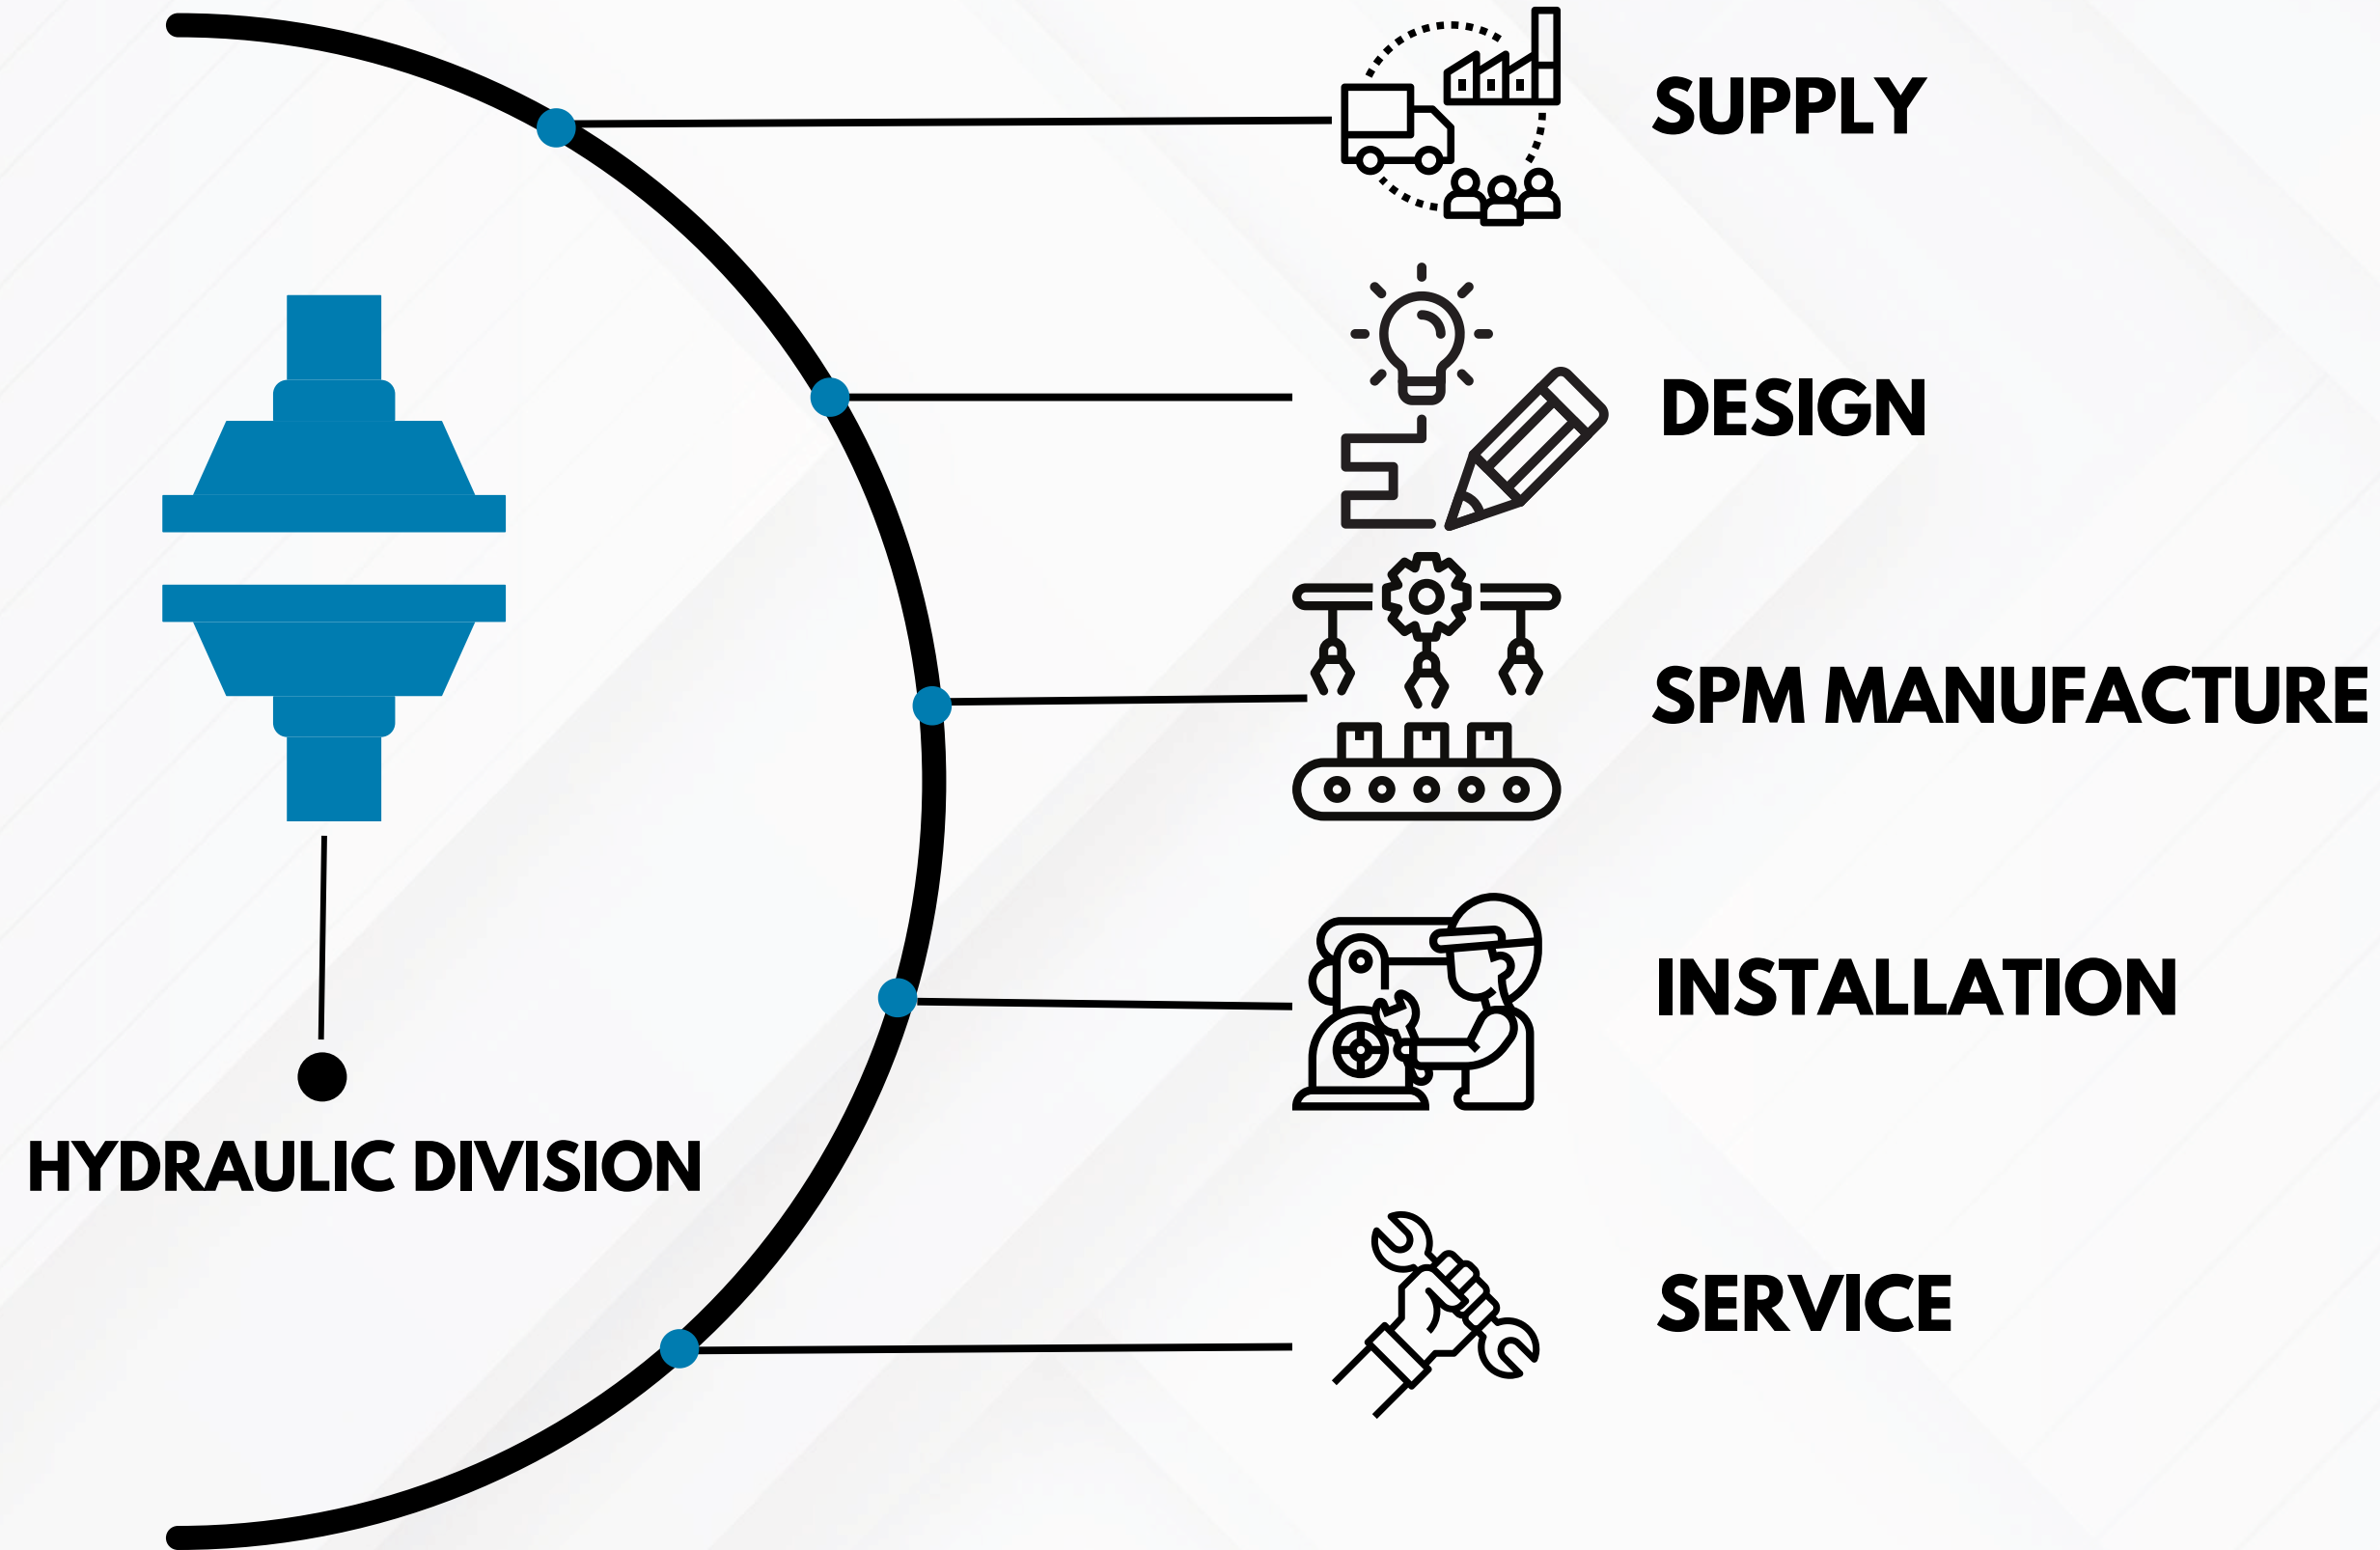 SUPPLY
DESIGN
SPM MANUFACTURE
INSTALLATION
HYDRAULIC DIVISION
SERVICE